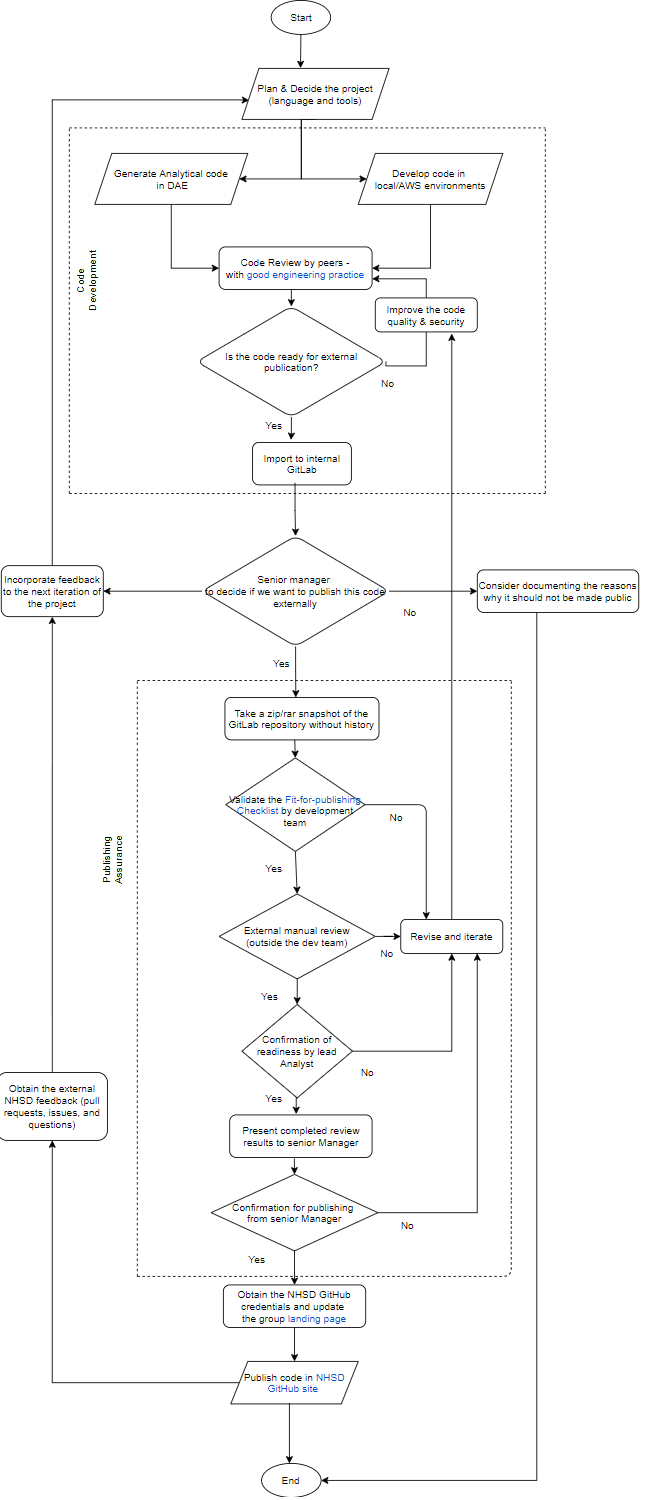 Start
Plan & Decide the project
(language and tools)
Generate Analytical code
in DAE
Develop code in
local/AWS environments
Code
Development
Code Review by peers -
with good engineering practice
Improve the code
quality & security
Is the code ready for external
publication?
No
Yes
Import to internal
GitLab
Incorporate feedback
to the next iteration of
the project
Senior manager
to decide if we want to publish this code
externally
No
Consider documenting the reasons
why it should not be made public
Yes
Take a zip/rar snapshot of the
GitLab repository without history
Validate the Fit-for-publishing
Checklist by development
team
No
Publishing
Assurance
Yes
External manual review
(outside the dev team)
No
Revise and iterate
Yes
Confirmation of
readiness by lead
Analyst
No
Yes
Obtain the external
NHSD feedback (pull
requests, issues, and
questions)
Present completed review
results to senior Manager
Confirmation for publishing
from senior Manager
No
Yes
Obtain the NHSD GitHub
credentials and update
the group landing page
Publish code in NHSD
GitHub site
End